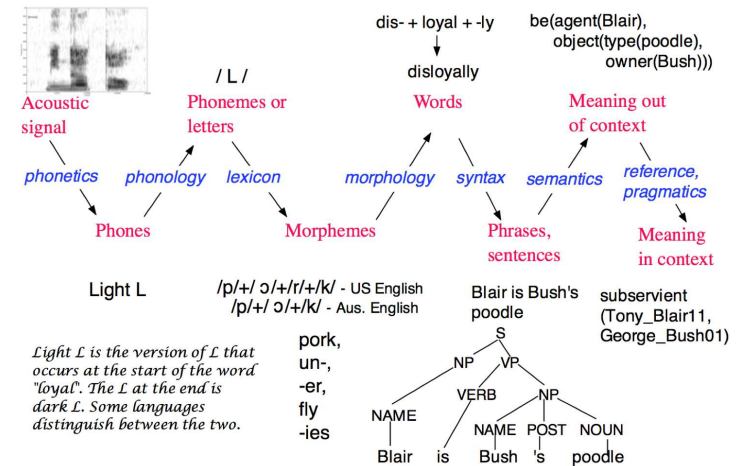 dis- + loyal + -ly
disloyally
be(agent(Blair),
object(type(poodle),
owner(Bush)))
/ L /
Acoustic
signal
Phonemes or
letters
Words
Meaning out
of context
phonetics
phonology
lexicon
morphology
syntax
semantics
reference,
pragmatics
Phones
Morphemes
Phrases,
sentences
Meaning
in context
Light L
/p/+/ ɔ/+/r/+/k/ - US English
/p/+/ ɔ/+/k/ - Aus. English
Blair is Bush's
poodle
subservient
(Tony_Blair11,
George_Bush01)
Light L is the version of L that
occurs at the start of the word
"loyal". The L at the end is
dark L. Some languages
distinguish between the two.
pork,
un-,
-er,
fly
-ies
S
NP VP
VERB NP
NAME NAME POST NOUN
Blair is Bush 's poodle